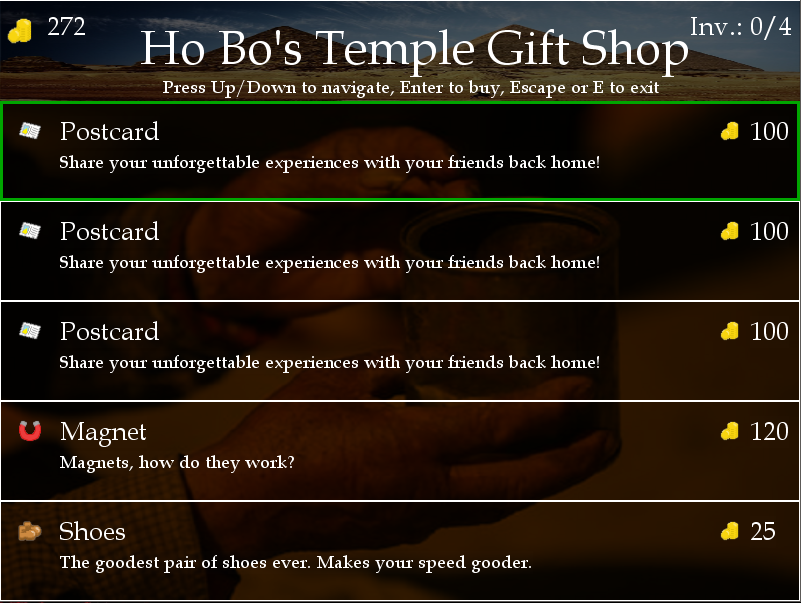 272
Inv.: 0/4
Ho Bo's Temple Gift Shop
Press Up/Down to navigate, Enter to buy, Escape or E to exit
Postcard 100
Share your unforgettable experiences with your friends back home!
Postcard 100
Share your unforgettable experiences with your friends back home!
Postcard 100
Share your unforgettable experiences with your friends back home!
Magnet 120
Magnets, how do they work?
Shoes 25
The goodest pair of shoes ever. Makes your speed gooder.